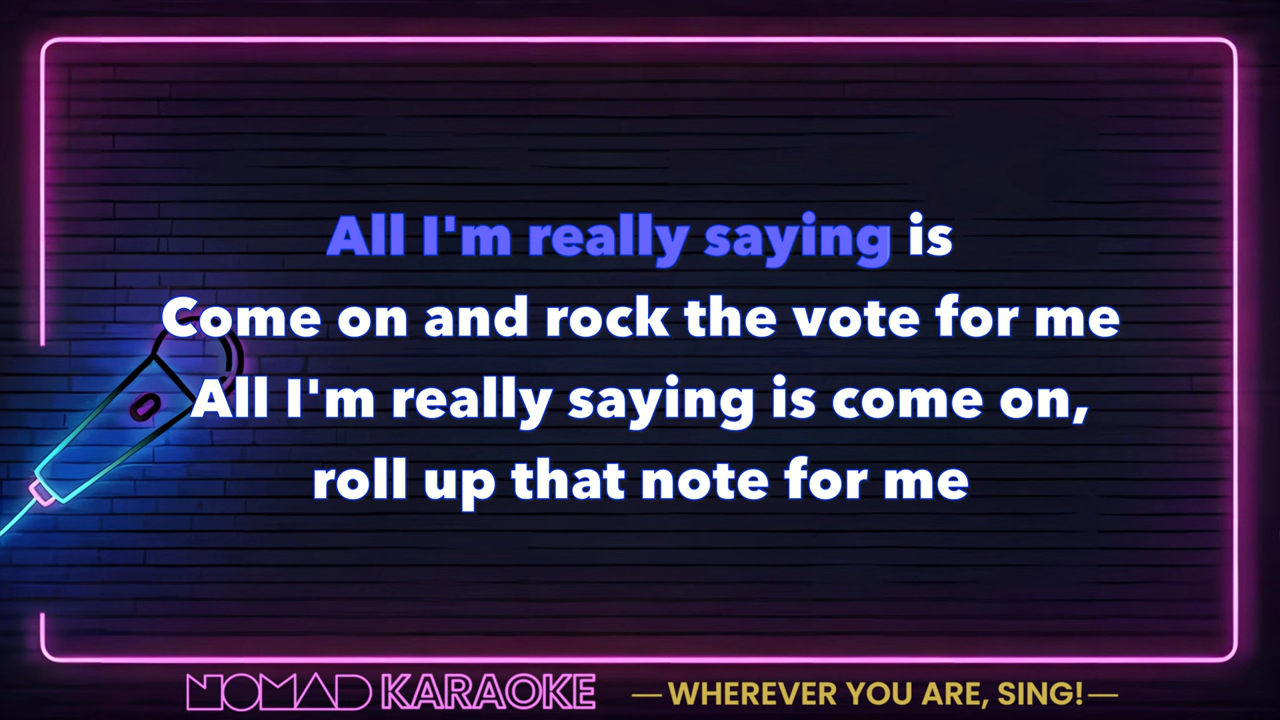 All I'm really saying is
Come on and rock the vote for me
All I'm really saying is come on,
roll up that note for me
NOMAD KARAOKE —WHEREVER YOU ARE, SING!—